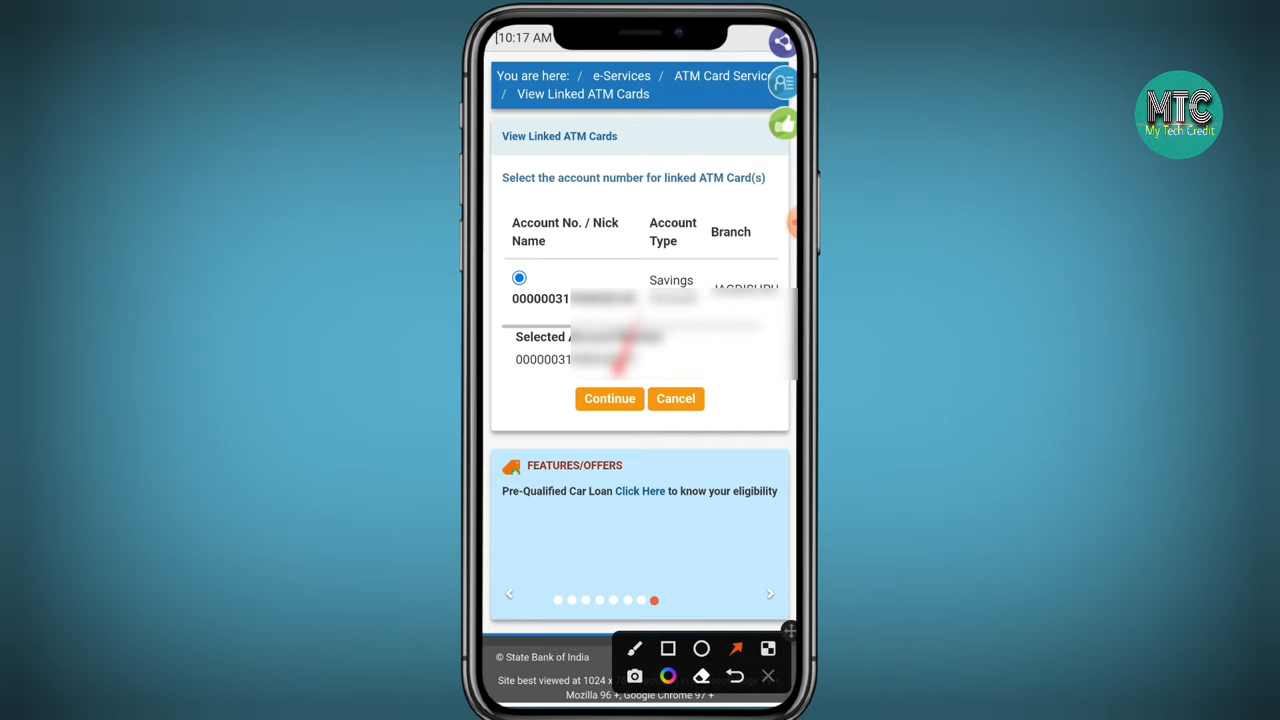 [10:17 AM
You are here: / e-Services / ATM Card Servic
/ View Linked ATM Cards
MTC
My Tech Credit
View Linked ATM Cards
Select the account number for linked ATM Card(s)
Account No. / Nick Name
Account Type
Branch
Savings
00000031
Selected
00000031
Continue Cancel
FEATURES/OFFERS
Pre-Qualified Car Loan Click Here to know your eligibility
© State Bank of India
Site best viewed at 1024 x
Mozilla 96 +, Google Chrome 97 +